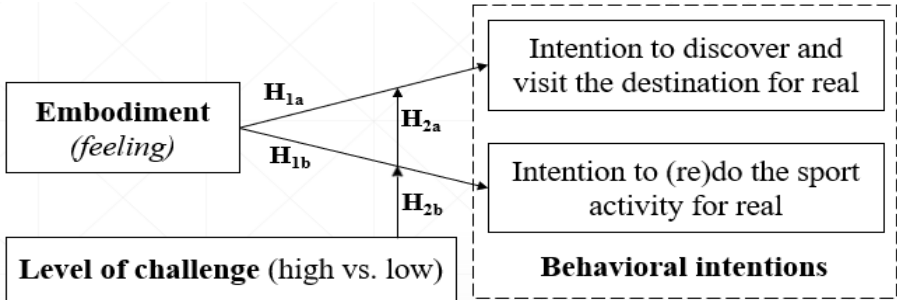 Intention to discover and
visit the destination for real
H1a
Embodiment
(feeling)
H2a
H1b
Intention to (re)do the sport
activity for real
H2b
Level of challenge (high vs. low)
Behavioral intentions